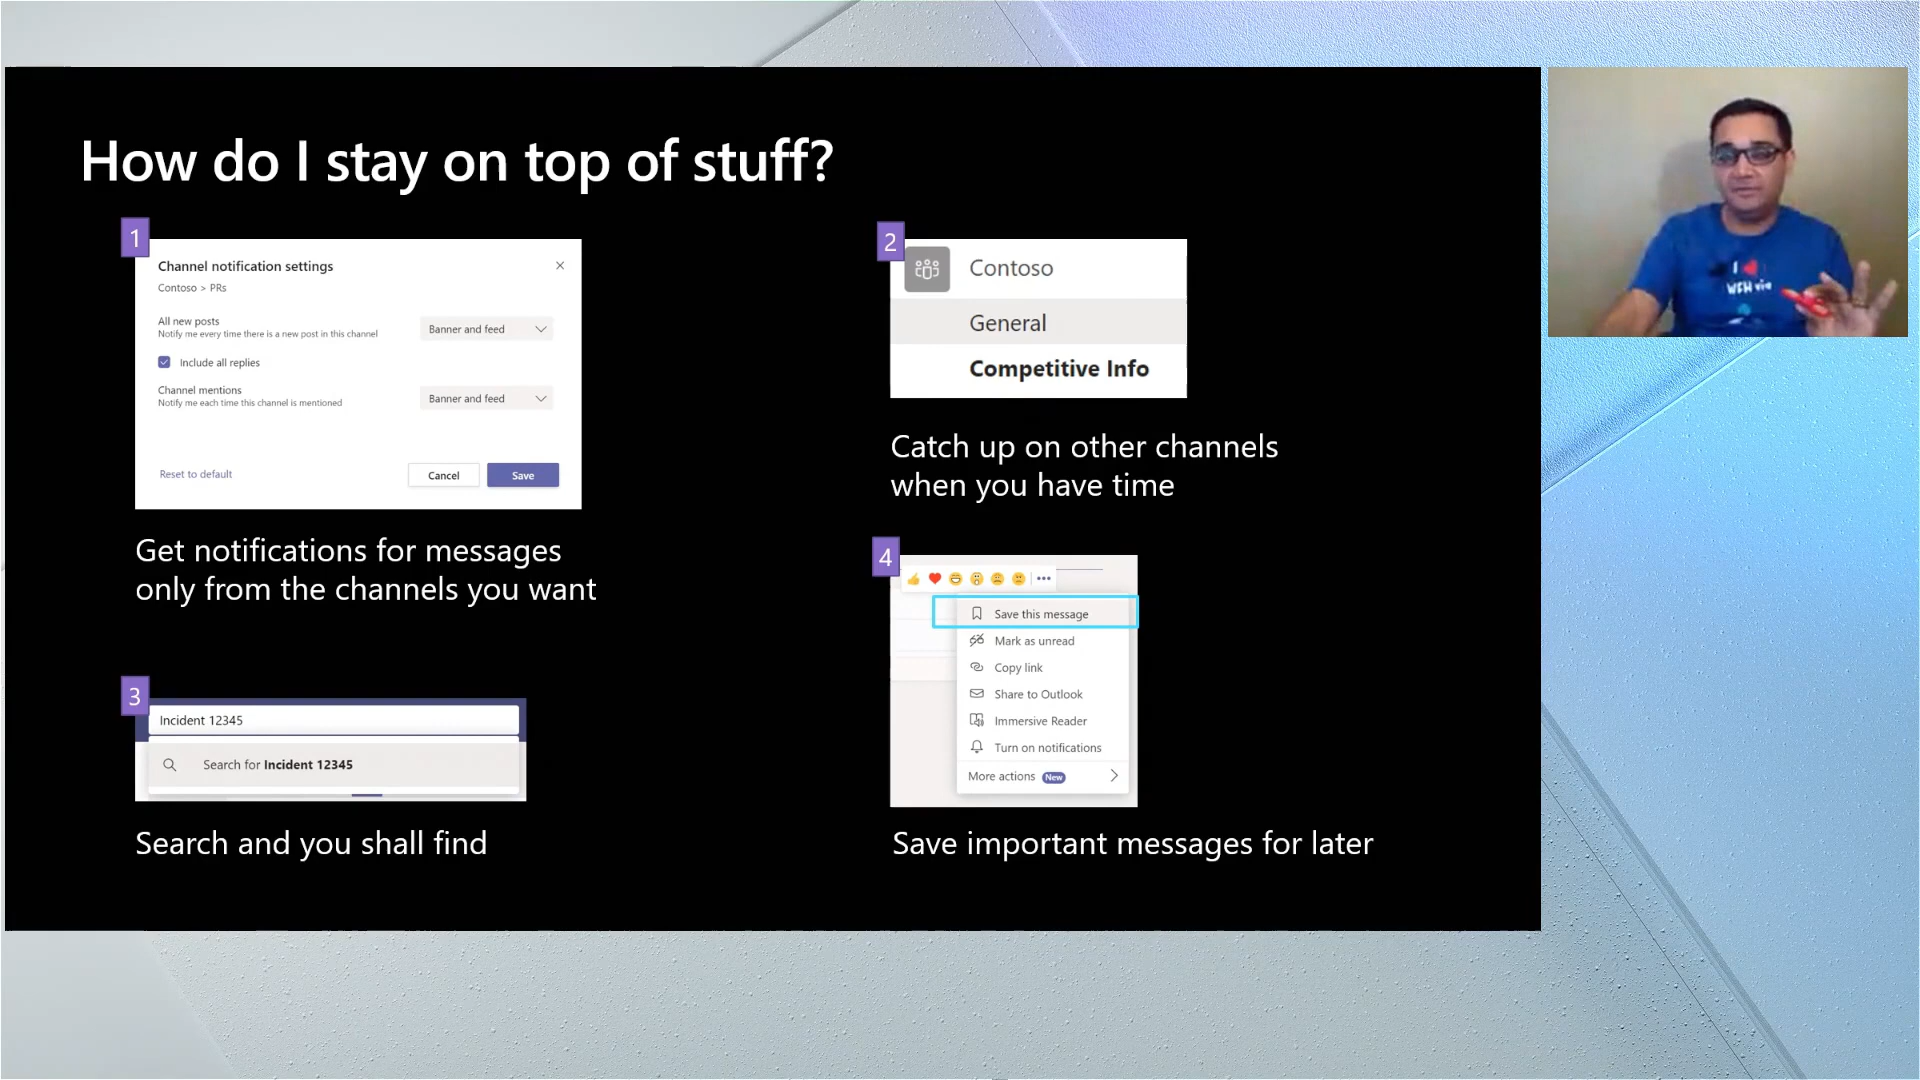 How do I stay on top of stuff?
1
Channel notification settings
Contoso > PRs
All new posts
Notify me every time there is a new post in this channel
Banner and feed
Include all replies
Channel mentions
Notify me each time this channel is mentioned
Banner and feed
Reset to default
Cancel
Save
Get notifications for messages
only from the channels you want
2
Contoso
General
Competitive Info
Catch up on other channels
when you have time
3
Incident 12345
Search for Incident 12345
Search and you shall find
4
Save this message
Mark as unread
Copy link
Share to Outlook
Immersive Reader
Turn on notifications
More actions New
Save important messages for later
I
WFH via